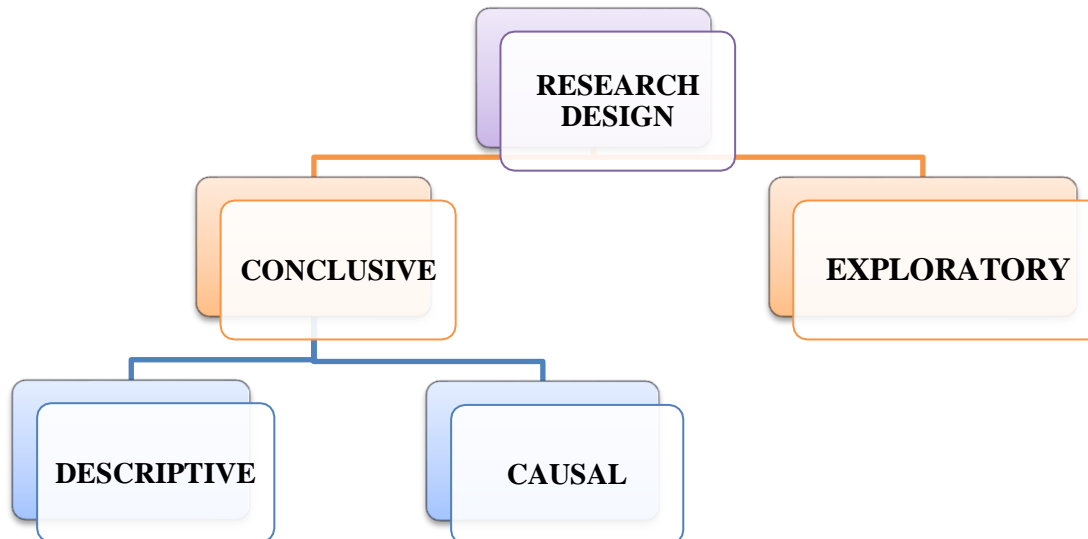 RESEARCH
DESIGN
CONCLUSIVE
EXPLORATORY
DESCRIPTIVE
CAUSAL